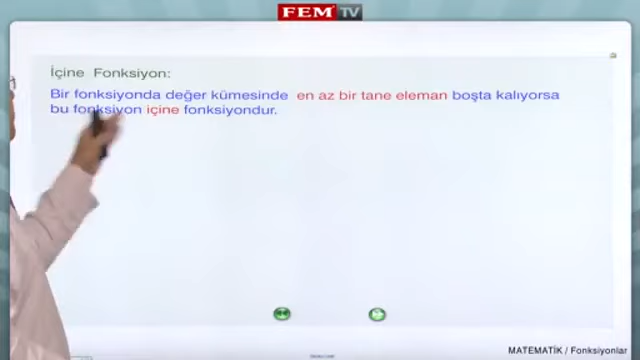 FEM TV
İçine Fonksiyon:
Bir fonksiyonda değer kümesinde en az bir tane eleman boşta kalıyorsa
bu fonksiyon içine fonksiyondur.
MATEMATİK / Fonksiyonlar